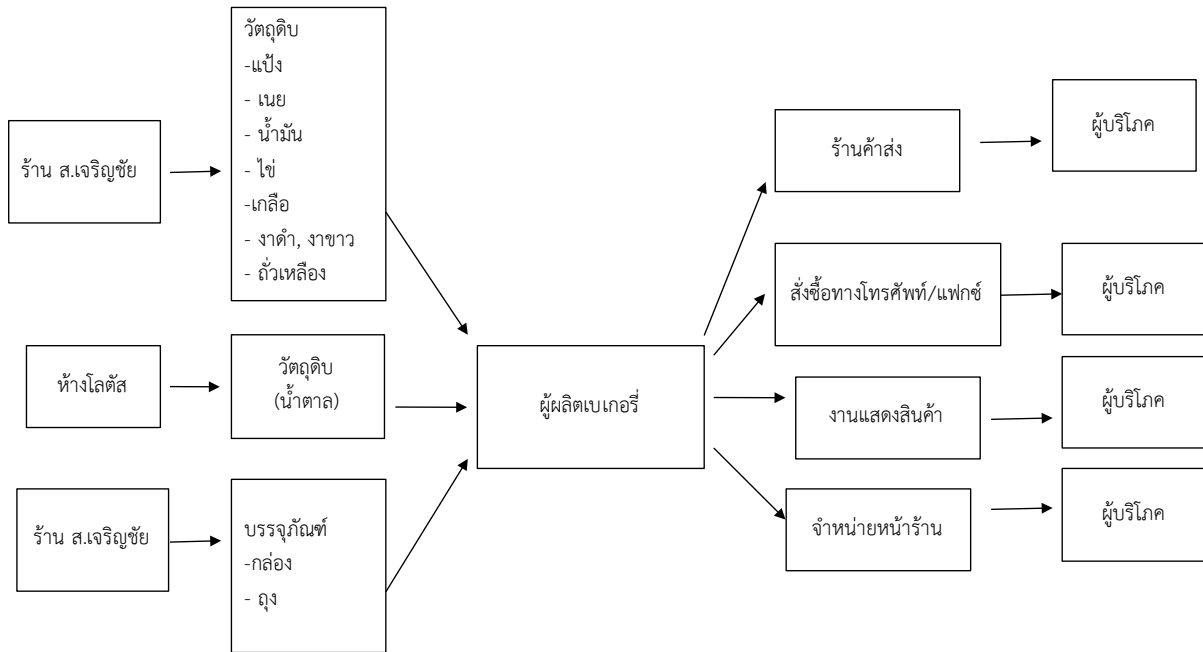 ร้าน ส.เจริญชัย
วัตถุดิบ
-แป้ง
- เนย
- น้ำมัน
- ไข่
-เกลือ
- งาดำ, งาขาว
- ถั่วเหลือง
ห้างโลตัส
วัตถุดิบ
(น้ำตาล)
ร้าน ส.เจริญชัย
บรรจุภัณฑ์
-กล่อง
- ถุง
ผู้ผลิตเบเกอรี่
ร้านค้าส่ง
ผู้บริโภค
สั่งซื้อทางโทรศัพท์/แฟกซ์
ผู้บริโภค
งานแสดงสินค้า
ผู้บริโภค
จำหน่ายหน้าร้าน
ผู้บริโภค